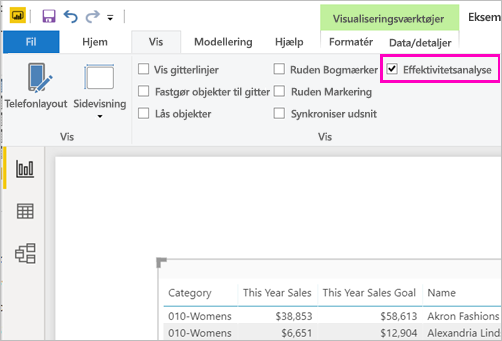 Visualiseringsværktøjer Eksem
Fil Hjem Vis Modellering Hjælp Formatér Data/detaljer
Telefonlayout Sidevisning
Vis gitterlinjer Ruden Bogmærker Effektivitetsanalyse
Fastgør objekter til gitter Ruden Markering
Lås objekter Synkroniser udsnit
Vis Vis
Category This Year Sales This Year Sales Goal Name
010-Womens $38,853 $58,613 Akron Fashions
010-Womens $6,651 $12,904 Alexandria Lind